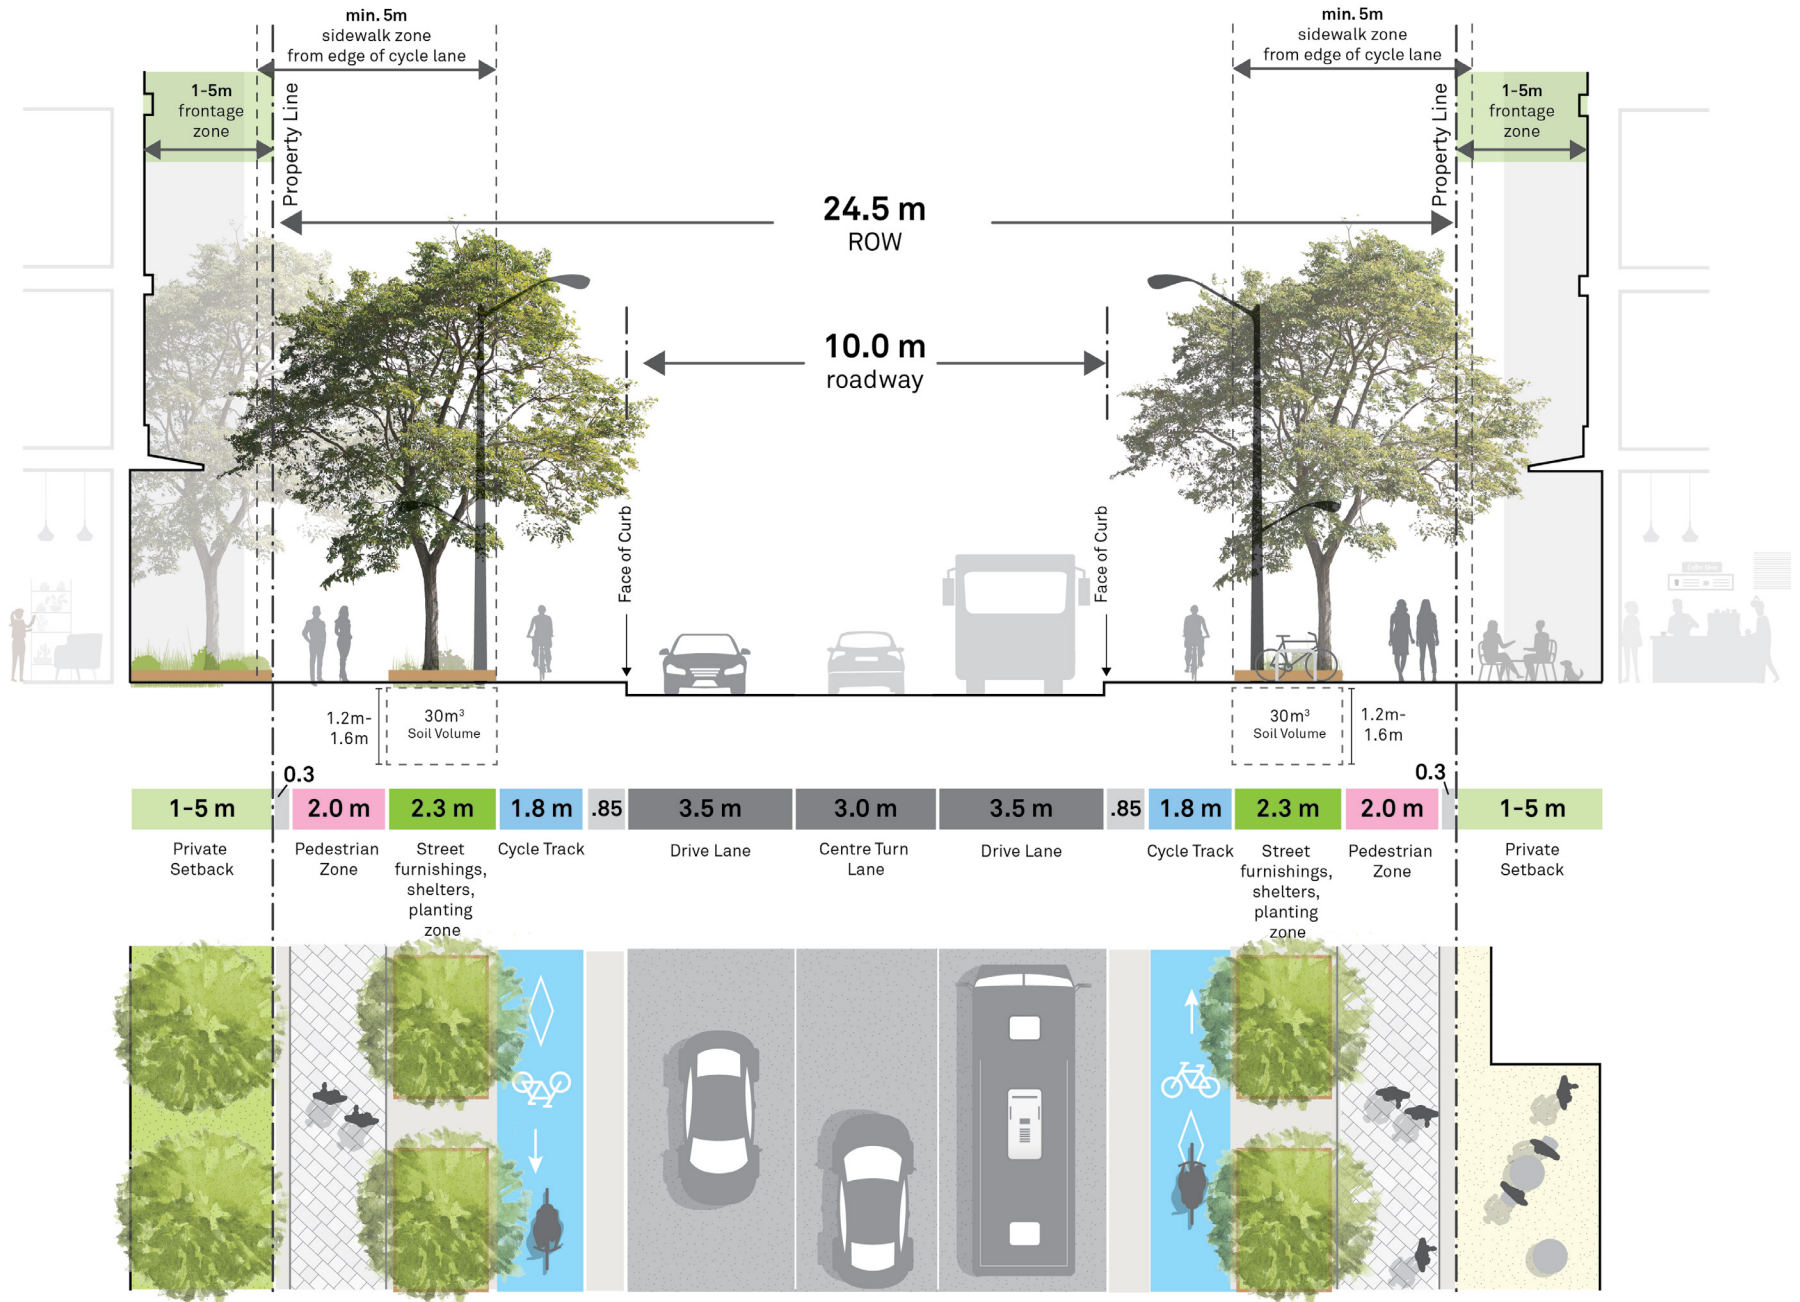 min. 5m
sidewalk zone
from edge of cycle lane
min. 5m
sidewalk zone
from edge of cycle lane
1-5m
frontage
zone
Property Line
Property Line
1-5m
frontage
zone
24.5 m
ROW
10.0 m
roadway
Face of Curb
Face of Curb
1.2m-
1.6m
30m³
Soil Volume
30m³
Soil Volume
1.2m-
1.6m
0.3
0.3
1-5 m
2.0 m
2.3 m
1.8 m
.85
3.5 m
3.0 m
3.5 m
.85
1.8 m
2.3 m
2.0 m
1-5 m
Private
Setback
Pedestrian
Zone
Street
furnishings,
shelters,
planting
zone
Cycle Track
Drive Lane
Centre Turn
Lane
Drive Lane
Cycle Track
Street
furnishings,
shelters,
planting
zone
Pedestrian
Zone
Private
Setback